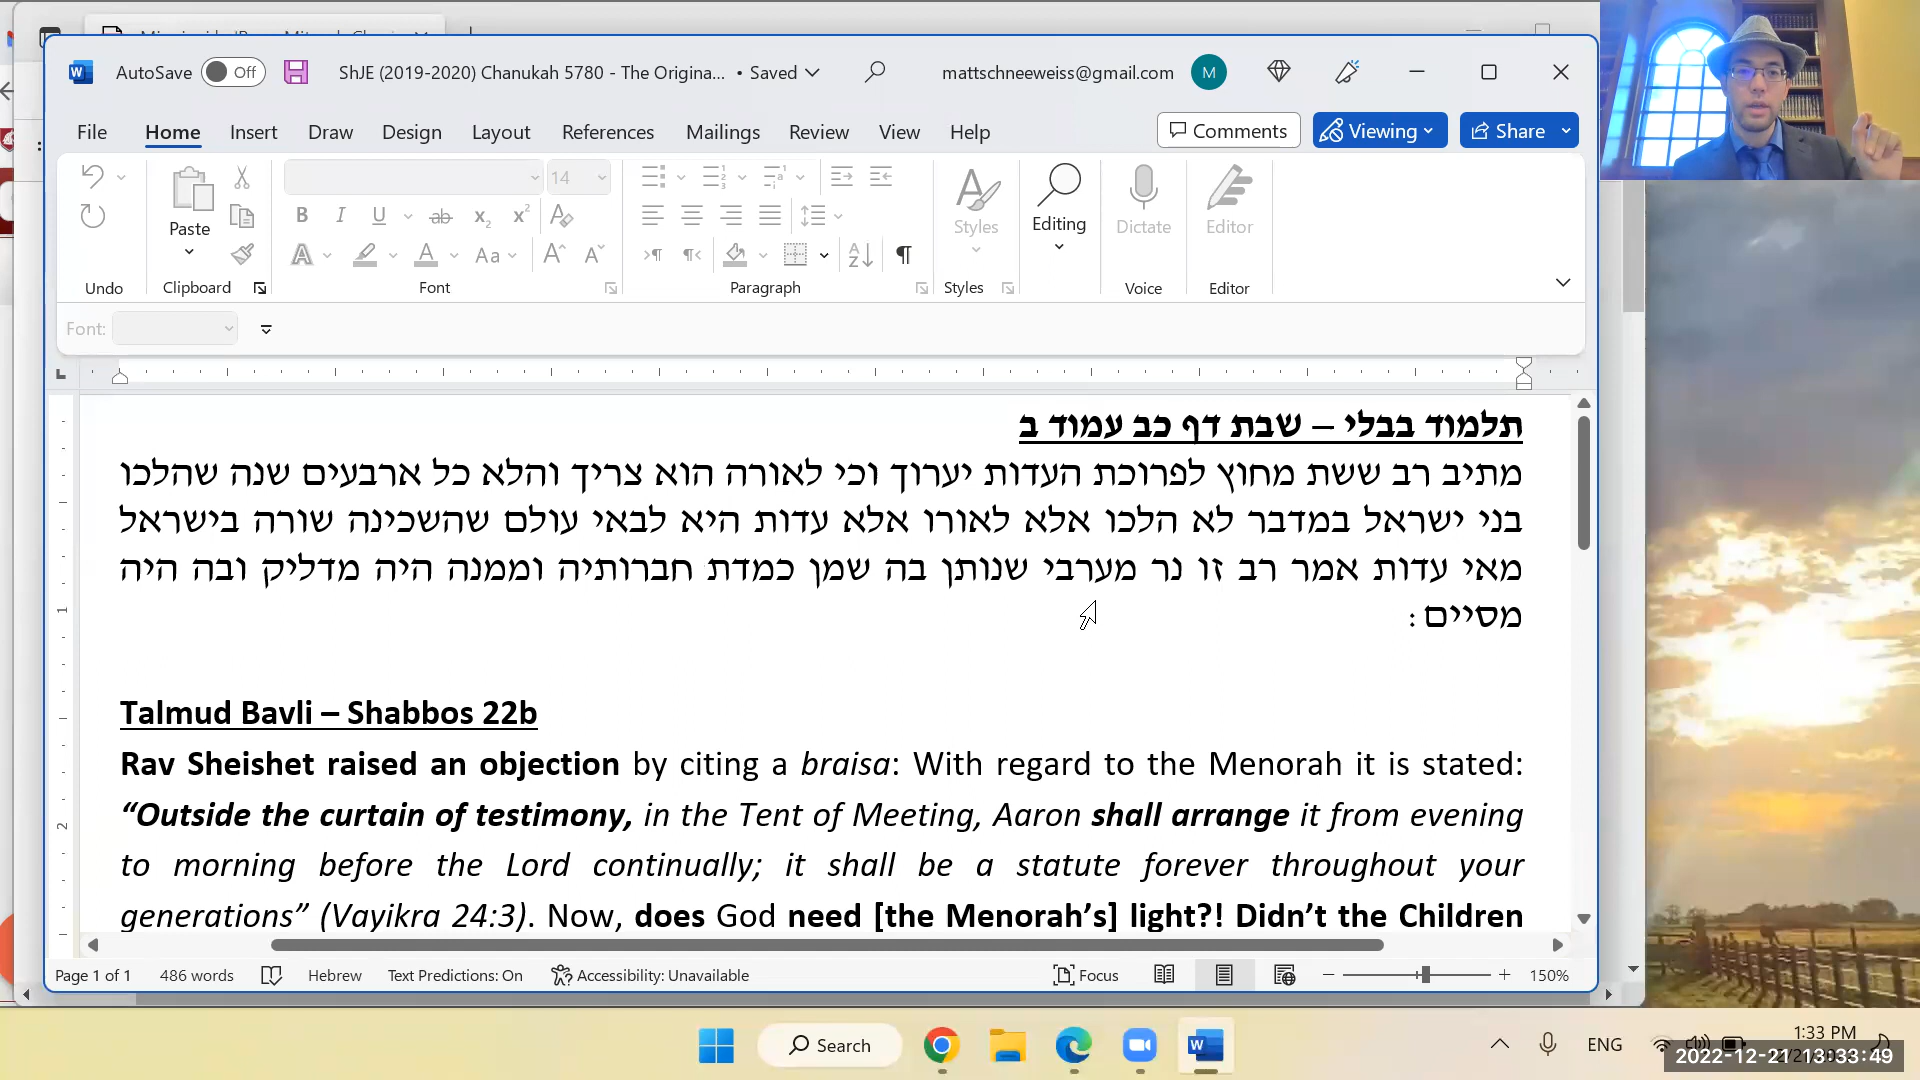 AutoSave Off ShJE (2019-2020) Chanukah 5780 - The Origina... • Saved mattschneeweiss@gmail.com M
File Home Insert Draw Design Layout References Mailings Review View Help Comments Viewing Share
14
Paste Styles Editing Dictate Editor
Undo Clipboard Font Paragraph Styles Voice Editor
Font:
תלמוד בבלי – שבת דף כב עמוד ב
מתיב רב ששת מחוץ לפרוכת העדות יערוך וכי לאורה הוא צריך והלא כל ארבעים שנה שהלכו
בני ישראל במדבר לא הלכו אלא לאורו אלא עדות היא לבאי עולם שהשכינה שורה בישראל
מאי עדות אמר רב זו נר מערבי שנותן בה שמן כמדת חברותיה וממנה היה מדליק ובה היה
מסיים :
Talmud Bavli – Shabbos 22b
Rav Sheishet raised an objection by citing a braisa: With regard to the Menorah it is stated:
“Outside the curtain of testimony, in the Tent of Meeting, Aaron shall arrange it from evening
to morning before the Lord continually; it shall be a statute forever throughout your
generations” (Vayikra 24:3). Now, does God need [the Menorah’s] light?! Didn’t the Children
Page 1 of 1 486 words Hebrew Text Predictions: On Accessibility: Unavailable Focus 150%
Search ENG 1:33 PM
2022-12-21 13:33:49